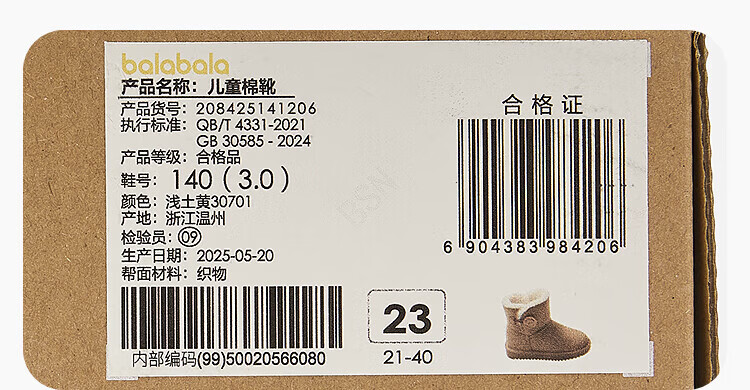 balabala
产品名称：儿童棉靴
产品货号：208425141206
执行标准：QB/T 4331-2021
GB 30585 - 2024
产品等级：合格品
鞋号：140（3.0）
颜色：浅土黄30701
产地：浙江温州
检验员：09
生产日期：2025-05-20
帮面材料：织物
内部编码(99)50020566080
合格证
6 904383 984206
23
21-40